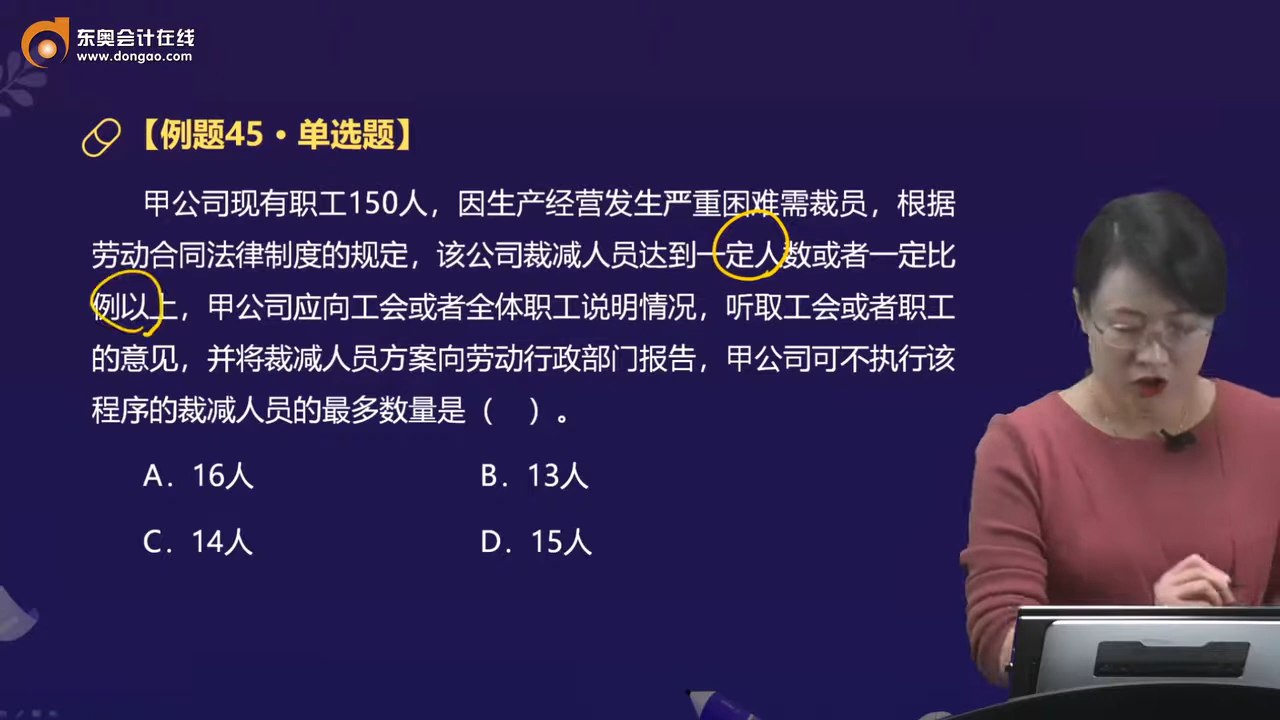 东奥会计在线
www.dongao.com
【例题45·单选题】
甲公司现有职工150人，因生产经营发生严重困难需裁员，根据
劳动合同法律制度的规定，该公司裁减人员达到一定人数或者一定比
例以上，甲公司应向工会或者全体职工说明情况，听取工会或者职工
的意见，并将裁减人员方案向劳动行政部门报告，甲公司可不执行该
程序的裁减人员的最多数量是（ ）。
A．16人 B．13人
C．14人 D．15人